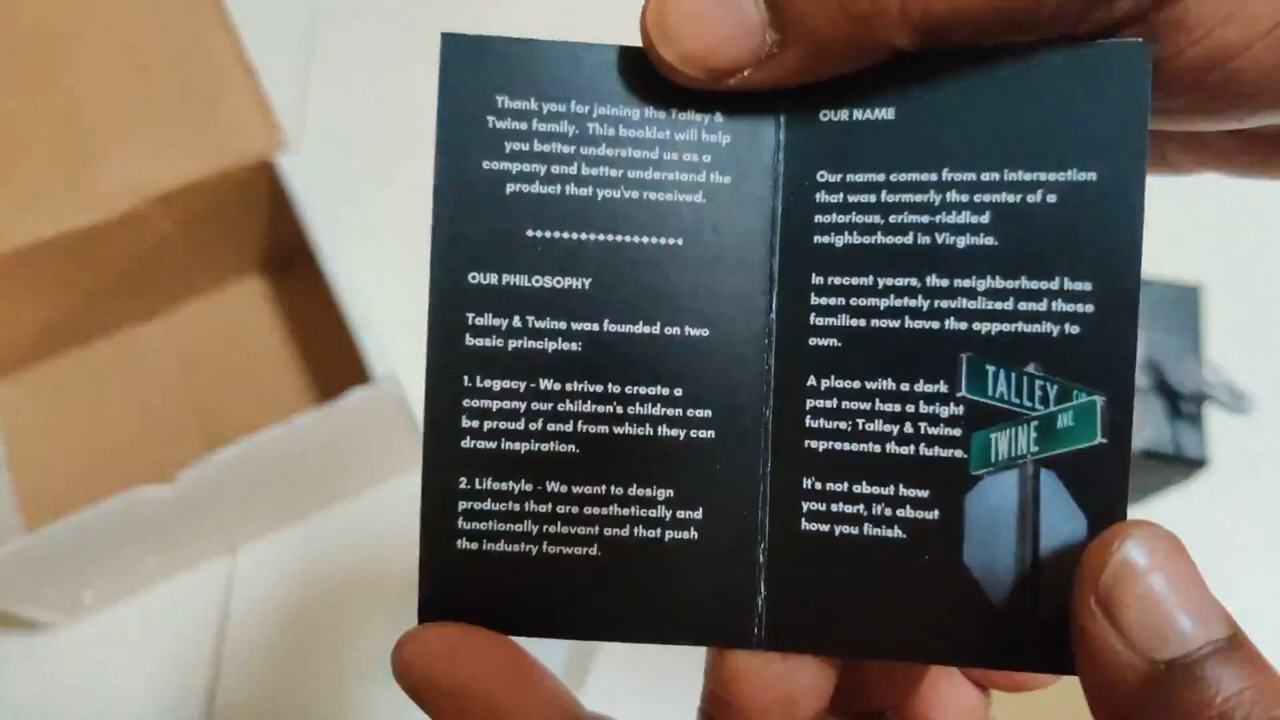 Thank you for joining the Talley &
Twine family. This booklet will help
you better understand us as a
company and better understand the
product that you've received.
OUR PHILOSOPHY
Talley & Twine was founded on two
basic principles:
1. Legacy - We strive to create a
company our children's children can
be proud of and from which they can
draw inspiration.
2. Lifestyle - We want to design
products that are aesthetically and
functionally relevant and that push
the industry forward.
OUR NAME
Our name comes from an intersection
that was formerly the center of a
notorious, crime-riddled
neighborhood in Virginia.
In recent years, the neighborhood has
been completely revitalized and those
families now have the opportunity to
own.
A place with a dark
past now has a bright
future; Talley & Twine
represents that future.
It's not about how
you start, it's about
how you finish.
TALLEY
TWINE AVE